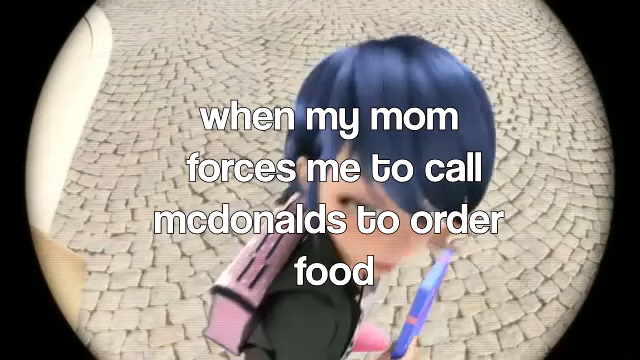 when my mom
forces me to call
mcdonalds to order
food